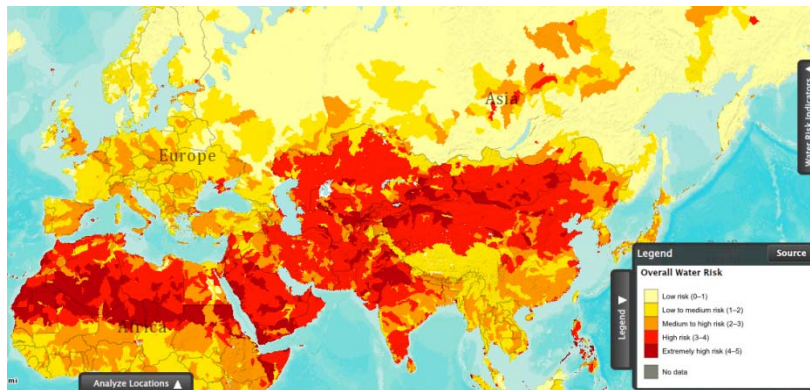 Asia
Europe
Africa
Water Risk Indicators
Legend
Source
Overall Water Risk
Low risk (0–1)
Low to medium risk (1–2)
Medium to high risk (2–3)
High risk (3–4)
Extremely high risk (4–5)
No data
Legend
mi
Analyze Locations